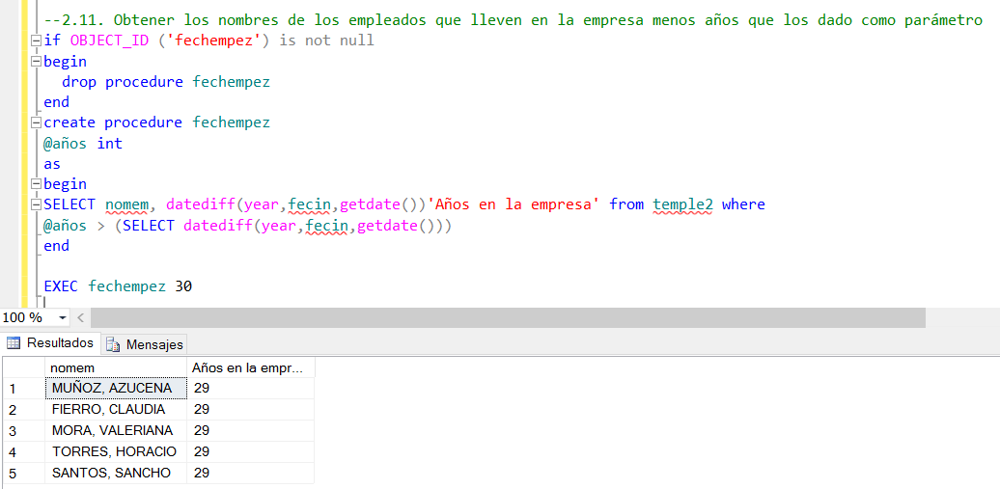 --2.11. Obtener los nombres de los empleados que lleven en la empresa menos años que los dado como parámetro
if OBJECT_ID ('fechempez') is not null
begin
drop procedure fechempez
end
create procedure fechempez
@años int
as
begin
SELECT nomem, datediff(year,fecin,getdate())'Años en la empresa' from temple2 where
@años > (SELECT datediff(year,fecin,getdate()))
end
EXEC fechempez 30
100 %
Resultados Mensajes
nomem Años en la empr...
1 MUÑOZ, AZUCENA 29
2 FIERRO, CLAUDIA 29
3 MORA, VALERIANA 29
4 TORRES, HORACIO 29
5 SANTOS, SANCHO 29